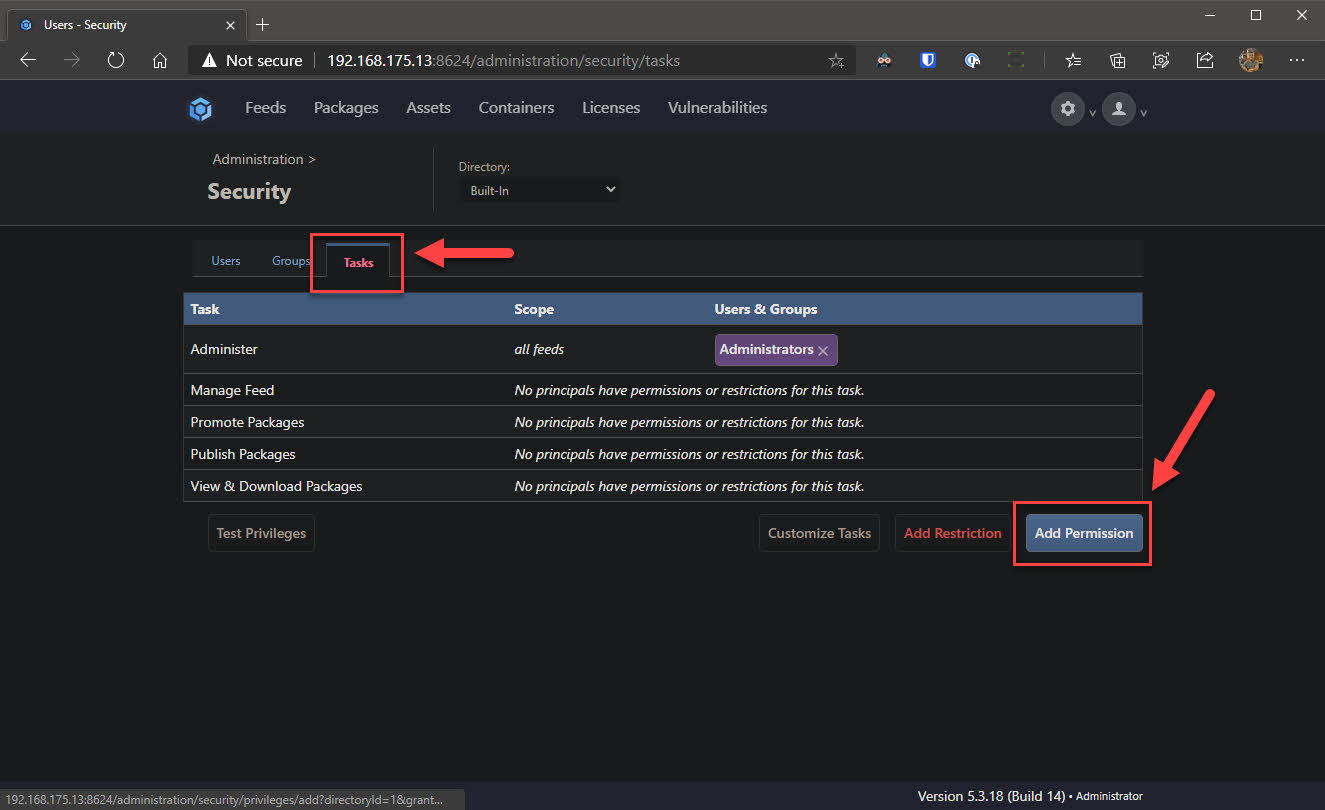 Users - Security
Not secure 192.168.175.13:8624/administration/security/tasks
Feeds Packages Assets Containers Licenses Vulnerabilities
Administration >
Security
Directory:
Built-In
Users Groups Tasks
Task Scope Users & Groups
Administer all feeds Administrators
Manage Feed No principals have permissions or restrictions for this task.
Promote Packages No principals have permissions or restrictions for this task.
Publish Packages No principals have permissions or restrictions for this task.
View & Download Packages No principals have permissions or restrictions for this task.
Test Privileges Customize Tasks Add Restriction Add Permission
Version 5.3.18 (Build 14) • Administrator
192.168.175.13:8624/administration/security/privileges/add?directoryId=1&grant...